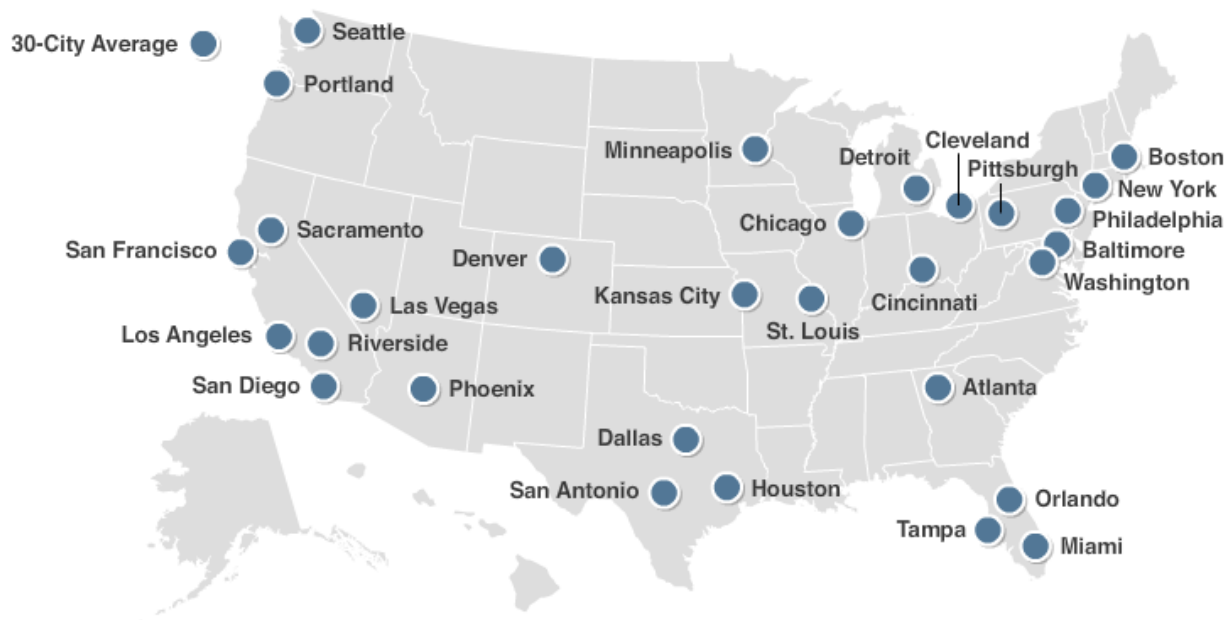 30-City Average
Seattle
Portland
Minneapolis
Detroit
Cleveland
Pittsburgh
Boston
New York
Philadelphia
Baltimore
Washington
Chicago
Sacramento
San Francisco
Denver
Kansas City
St. Louis
Cincinnati
Las Vegas
Los Angeles
Riverside
San Diego
Phoenix
Atlanta
Dallas
San Antonio
Houston
Orlando
Tampa
Miami